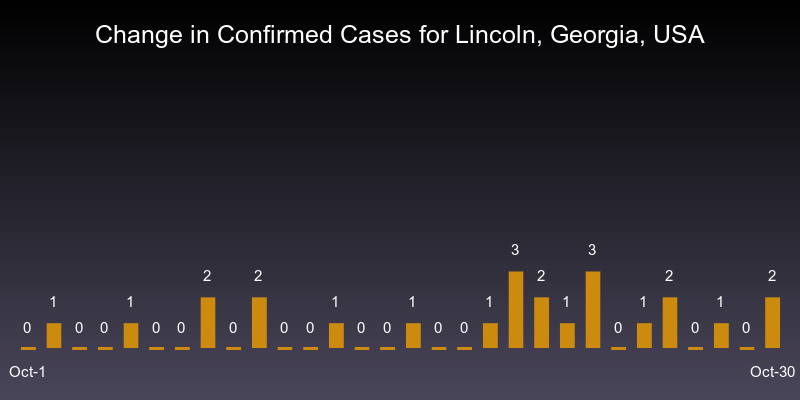 Change in Confirmed Cases for Lincoln, Georgia, USA
0 1 0 0 1 0 0 2 0 2 0 0 1 0 0 1 0 0 1 3 2 1 3 0 1 2 0 1 0 2
Oct-1 Oct-30